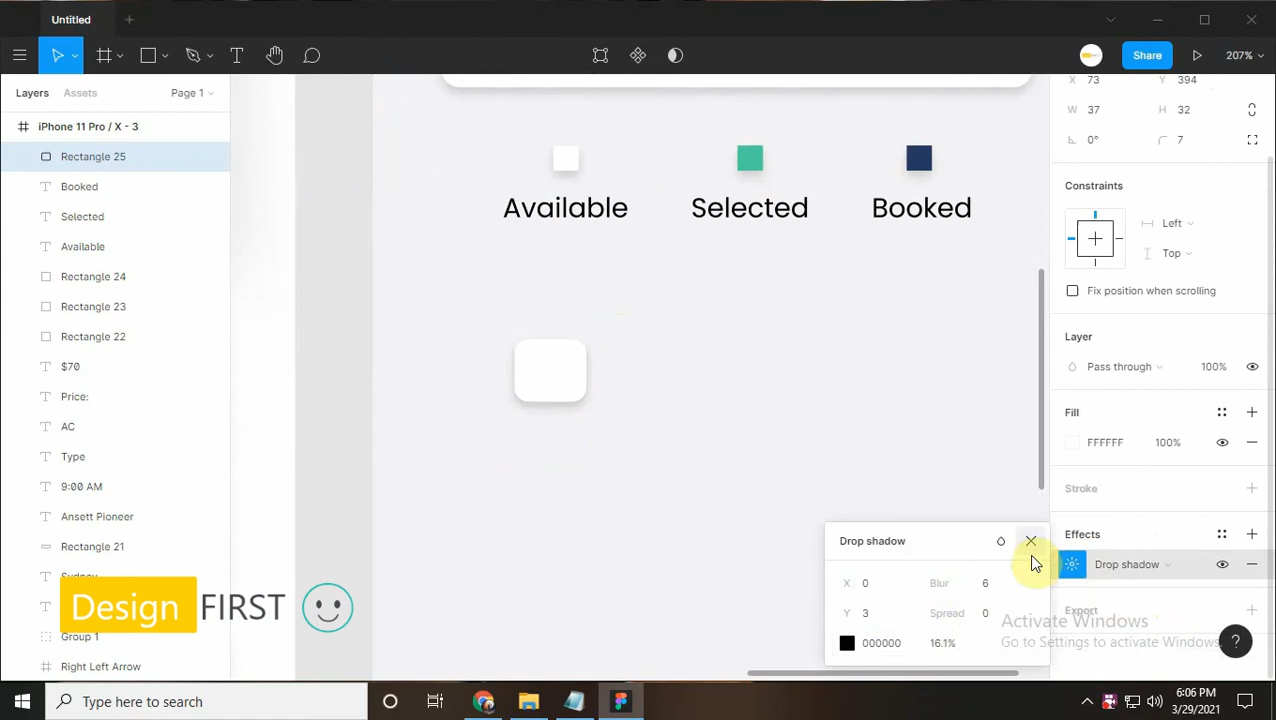 Untitled
Share
207%
Layers
Assets
Page 1
iPhone 11 Pro / X - 3
Rectangle 25
Booked
Selected
Available
Rectangle 24
Rectangle 23
Rectangle 22
$70
Price:
AC
Type
9:00 AM
Ansett Pioneer
Rectangle 21
Sydney
Group 1
Right Left Arrow
Design FIRST
Available
Selected
Booked
X 73 Y 394
W 37 H 32
0° 7
Constraints
Left
Top
Fix position when scrolling
Layer
Pass through 100%
Fill
FFFFFF 100%
Stroke
Effects
Drop shadow
Export
Drop shadow
X 0 Blur 6
Y 3 Spread 0
000000 16.1%
Activate Windows
Go to Settings to activate Windows.
?
Type here to search
6:06 PM
3/29/2021